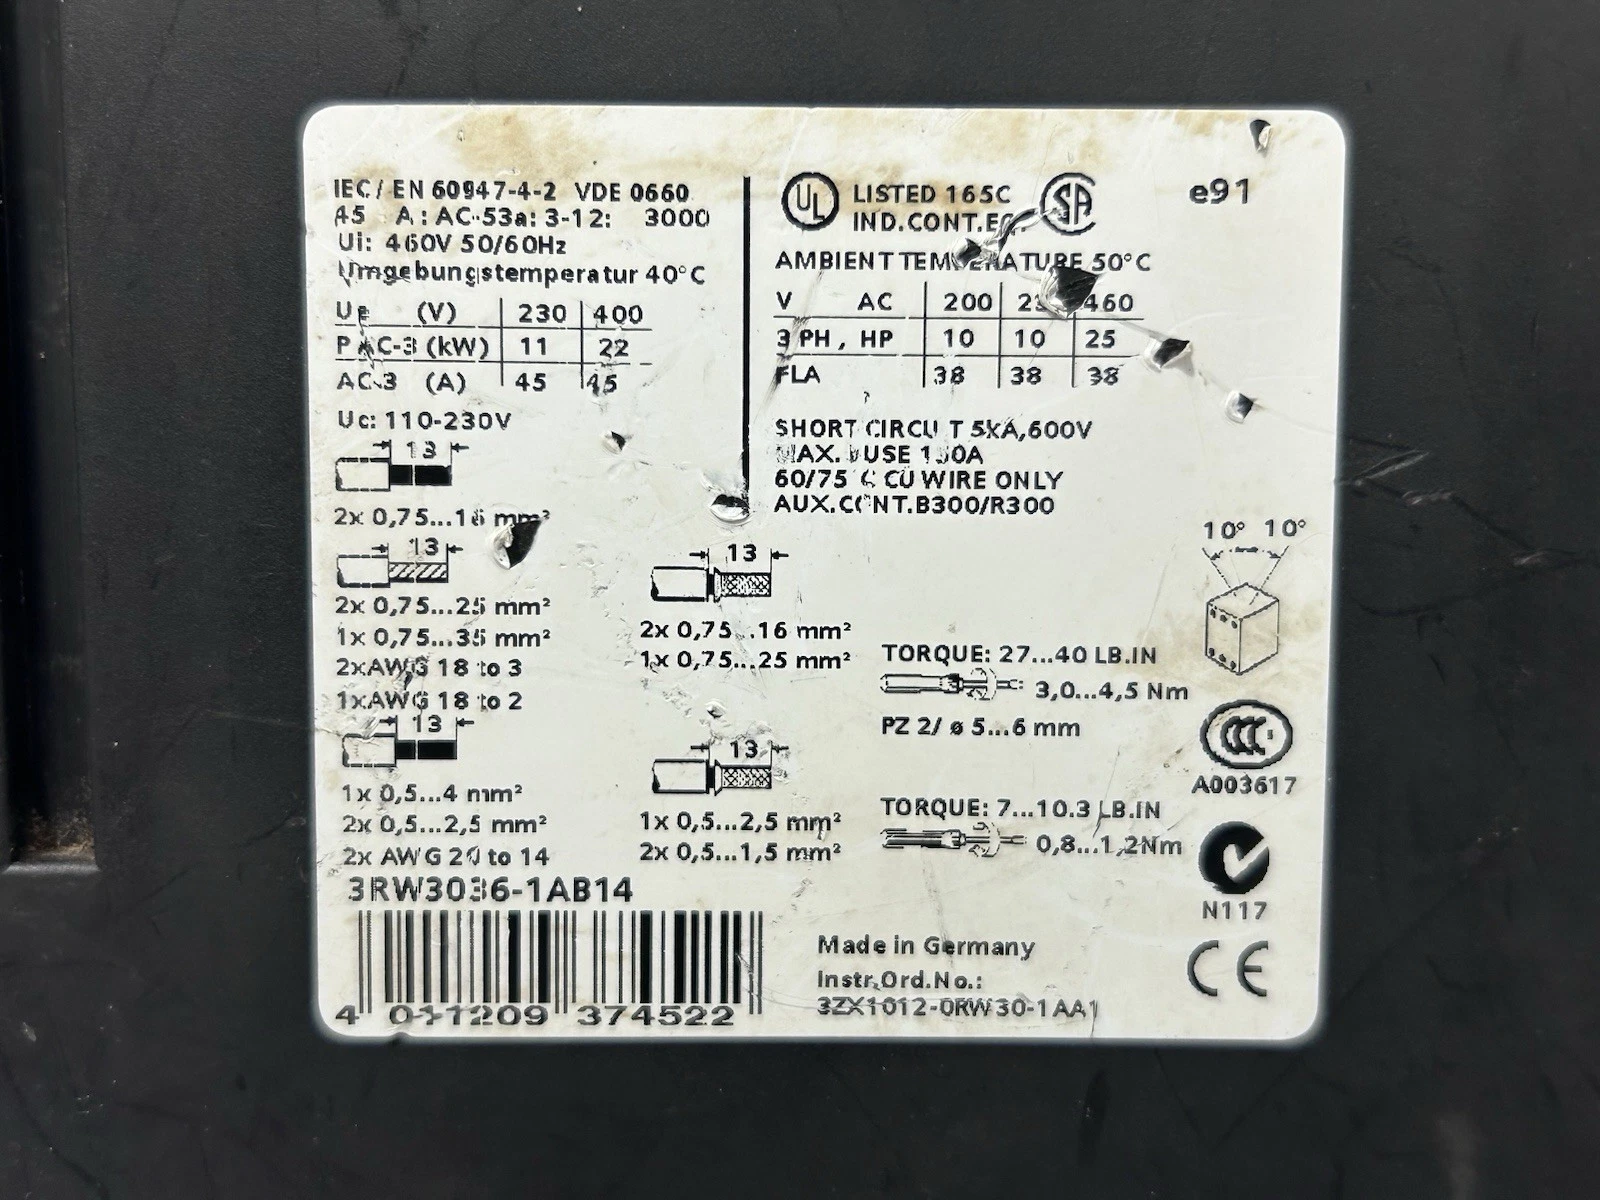 IEC/ EN 60947-4-2 VDE 0660
45 A: AC-53a: 3-12: 3000
Ui: 460V 50/60Hz
Umgebungstemperatur 40°C
Ue (V) 230 400
P AC-3 (kW) 11 22
AC-3 (A) 45 45
Uc: 110-230V
13
2x 0,75...16 mm²
13
2x 0,75...25 mm²
1x 0,75...35 mm²
2xAWG 18 to 3
1xAWG 18 to 2
13
1x 0,5...4 mm²
2x 0,5...2,5 mm²
2x AWG 20 to 14
13
2x 0,75...16 mm²
1x 0,75...25 mm²
13
1x 0,5...2,5 mm²
2x 0,5...1,5 mm²
UL LISTED 165C SA
IND.CONT.EQ.
e91
AMBIENT TEMPERATURE 50°C
V AC 200 460
3 PH, HP 10 10 25
FLA 38 38 38
SHORT CIRCUIT 5kA,600V
MAX. FUSE
60/75°C CU WIRE ONLY
AUX.CONT.B300/R300
10° 10°
TORQUE: 27...40 LB.IN
3,0...4,5 Nm
PZ 2/ ø 5...6 mm
CCC
A003617
TORQUE: 7...10.3 LB.IN
0,8...1,2Nm
N117
CE
3RW3036-1AB14
4 011209 374522
Made in Germany
Instr.Ord.No.:
3ZX1012-0RW30-1AA1